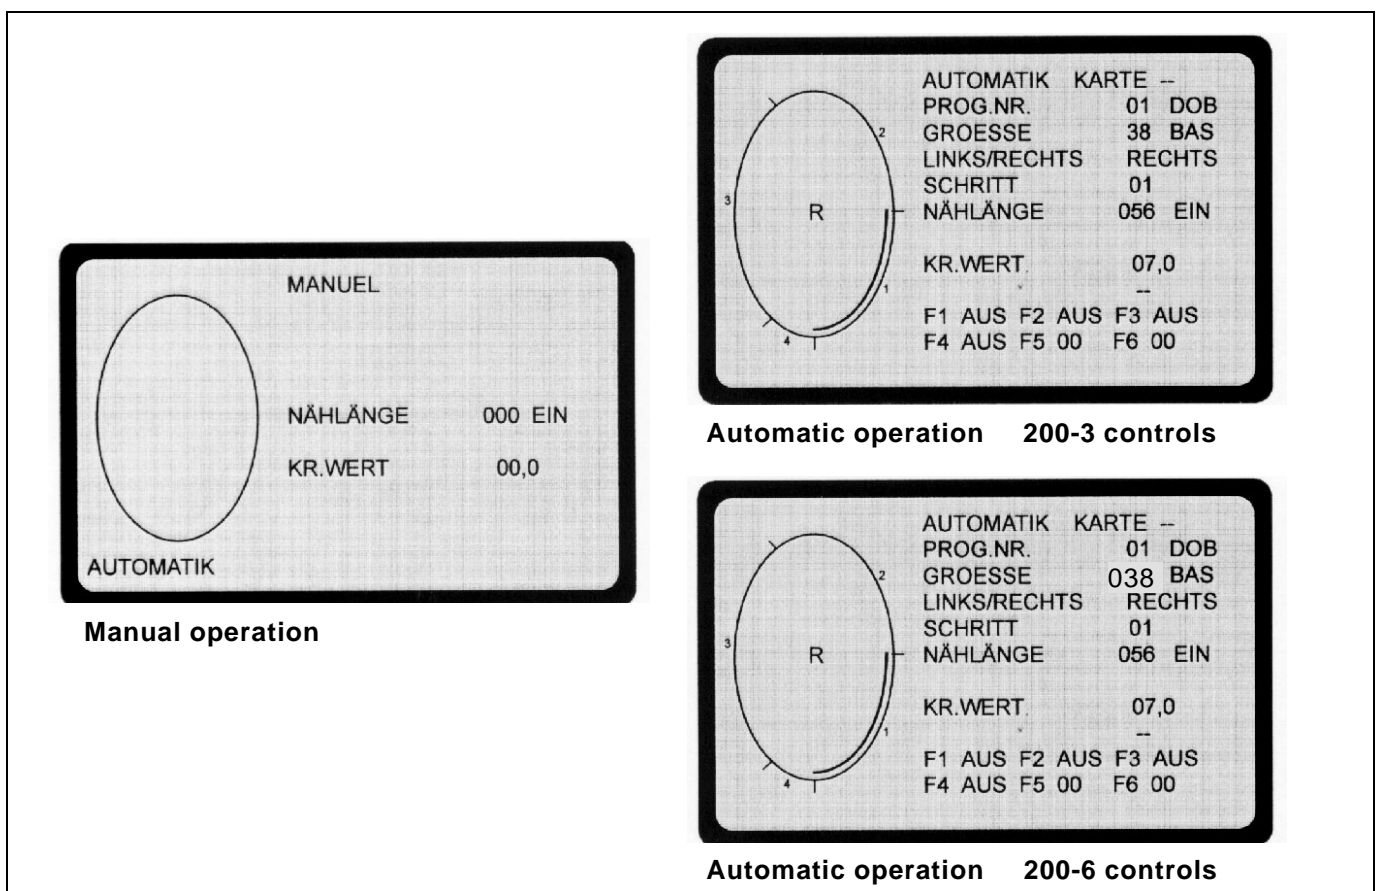 MANUEL
NÄHLÄNGE 000 EIN
KR.WERT 00,0
AUTOMATIK
Manual operation
AUTOMATIK KARTE --
PROG.NR. 01 DOB
GROESSE 38 BAS
LINKS/RECHTS RECHTS
SCHRITT 01
NÄHLÄNGE 056 EIN
KR.WERT 07,0
--
F1 AUS F2 AUS F3 AUS
F4 AUS F5 00 F6 00
2
3
R
1
4
Automatic operation 200-3 controls
AUTOMATIK KARTE --
PROG.NR. 01 DOB
GROESSE 038 BAS
LINKS/RECHTS RECHTS
SCHRITT 01
NÄHLÄNGE 056 EIN
KR.WERT 07,0
--
F1 AUS F2 AUS F3 AUS
F4 AUS F5 00 F6 00
2
3
R
1
4
Automatic operation 200-6 controls